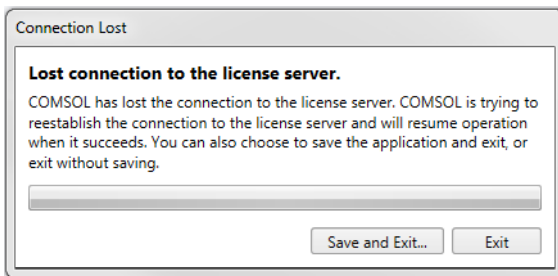 Connection Lost
Lost connection to the license server.
COMSOL has lost the connection to the license server. COMSOL is trying to
reestablish the connection to the license server and will resume operation
when it succeeds. You can also choose to save the application and exit, or
exit without saving.
Save and Exit... Exit